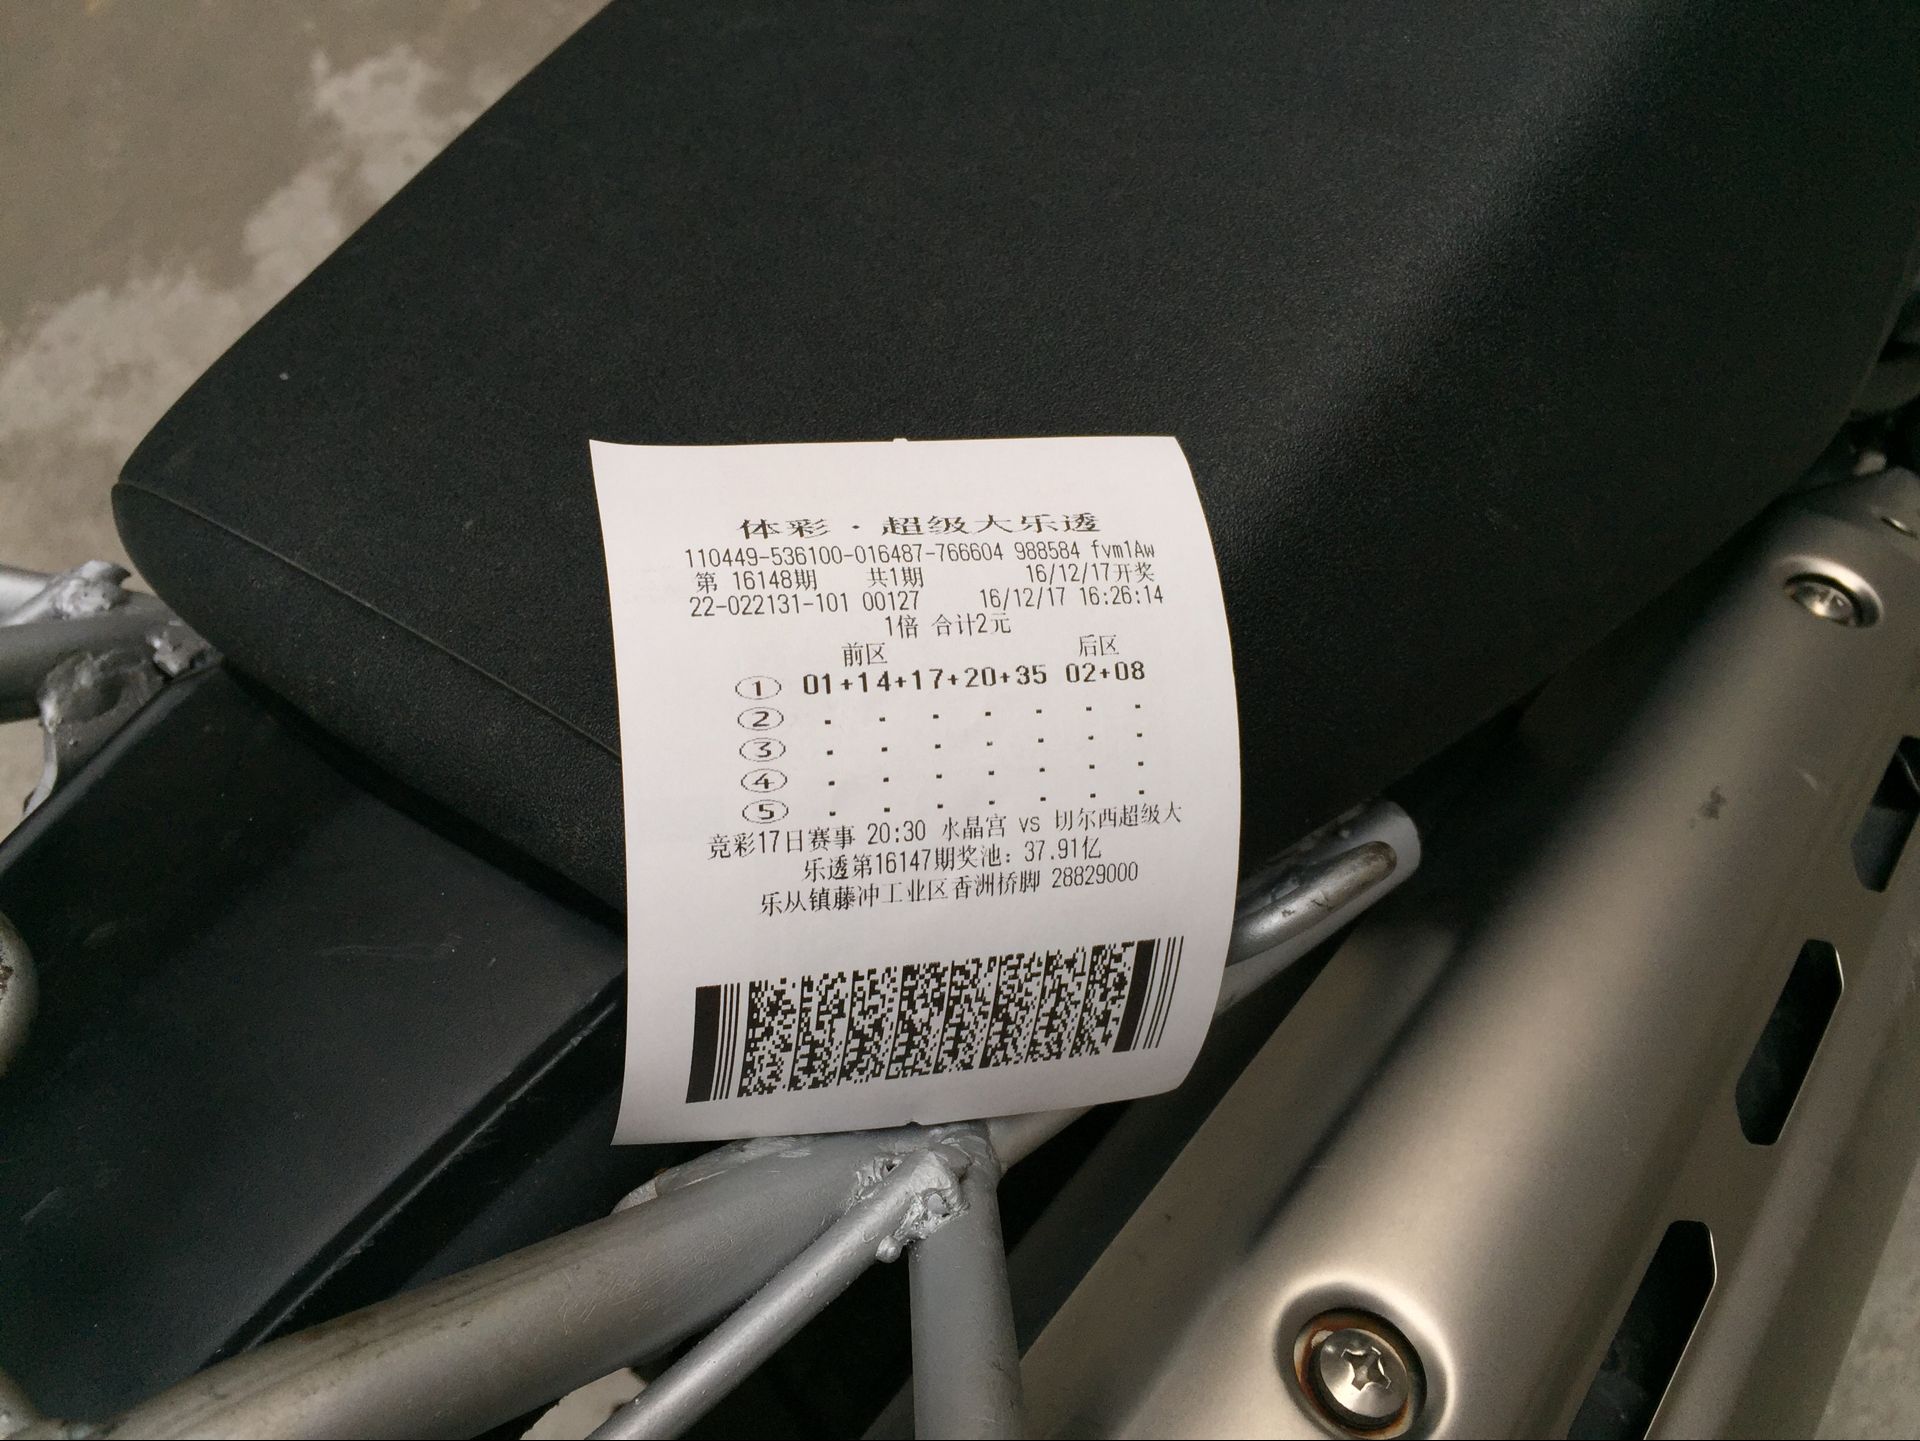 体彩·超级大乐透
110449-536100-016487-766604 988584 fvm1Aw
第 16148期 共1期 16/12/17开奖
22-022131-101 00127 16/12/17 16:26:14
1倍 合计2元
前区 后区
① 01+14+17+20+35 02+08
② - - - - - - -
③ - - - - - - -
④ - - - - - - -
⑤ - - - - - - -
竞彩17日赛事 20:30 水晶宫 vs 切尔西超级大
乐透第16147期奖池：37.91亿
乐从镇藤冲工业区香洲桥脚 28829000